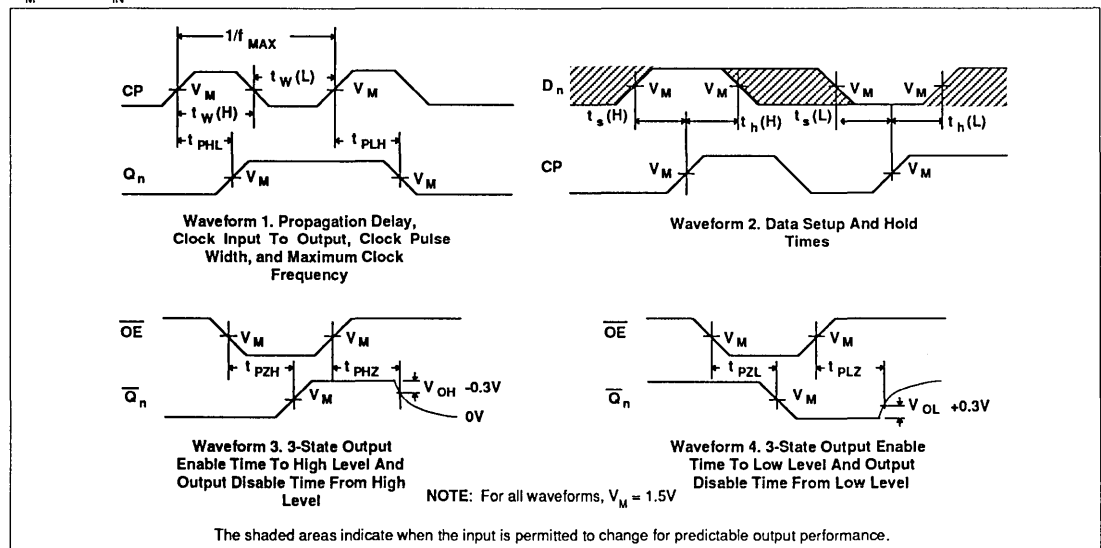 M IN
1/f MAX
t W (L)
CP V M V M
t W (H)
t PHL t PLH
Q n V M V M
Waveform 1. Propagation Delay,
Clock Input To Output, Clock Pulse
Width, and Maximum Clock
Frequency
D n V M V M V M V M
t s (H) t h (H) t s (L) t h (L)
CP V M V M
Waveform 2. Data Setup And Hold
Times
OE V M V M
t PZH t PHZ
V OH -0.3V
Q n V M 0V
Waveform 3. 3-State Output
Enable Time To High Level And
Output Disable Time From High
Level
OE V M V M
t PZL t PLZ
Q n V M V OL +0.3V
Waveform 4. 3-State Output Enable
Time To Low Level And Output
Disable Time From Low Level
NOTE: For all waveforms, V M = 1.5V
The shaded areas indicate when the input is permitted to change for predictable output performance.